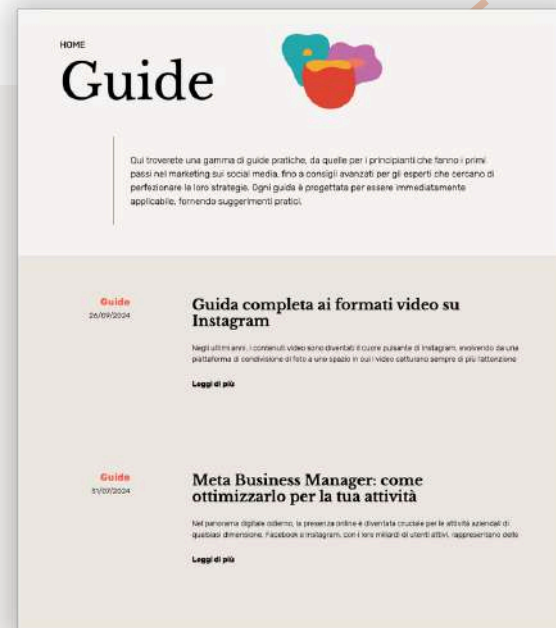 HOME
Guide
Qui troverete una gamma di guide pratiche, da quelle per i principianti che fanno i primi
passi nel marketing sui social media, fino a consigli avanzati per gli esperti che cercano di
perfezionare le loro strategie. Ogni guida è progettata per essere immediatamente
applicabile, fornendo suggerimenti pratici.
Guide
26/09/2024
Guida completa ai formati video su
Instagram
Negli ultimi anni, i contenuti video sono diventati il cuore pulsante di Instagram, evolvendo da una
piattaforma di condivisione di foto a uno spazio in cui i video catturano sempre di più l'attenzione
Leggi di più
Guide
31/07/2024
Meta Business Manager: come
ottimizzarlo per la tua attività
Nel panorama digitale odierno, la presenza online è diventata cruciale per le attività aziendali di
qualsiasi dimensione. Facebook e Instagram, con i loro miliardi di utenti attivi, rappresentano delle
Leggi di più